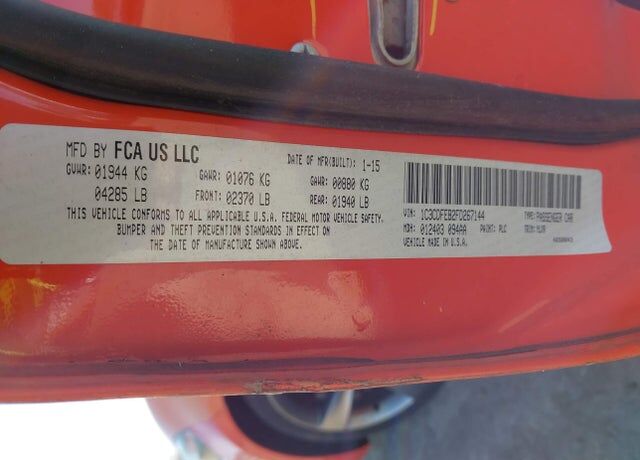 MFD BY FCA US LLC DATE OF MFR(BUILT): 1-15
GVWR: 01944 KG GAWR: 01076 KG GAWR: 00880 KG
04285 LB FRONT: 02370 LB REAR: 01940 LB
THIS VEHICLE CONFORMS TO ALL APPLICABLE U.S.A. FEDERAL MOTOR VEHICLE SAFETY,
BUMPER AND THEFT PREVENTION STANDARDS IN EFFECT ON
THE DATE OF MANUFACTURE SHOWN ABOVE.
VIN: 1C3CDFEB2FD267144 TYPE: PASSENGER CAR
MDH: 012403 094AA PAINT: PLC TRIM:
VEHICLE MADE IN U.S.A.